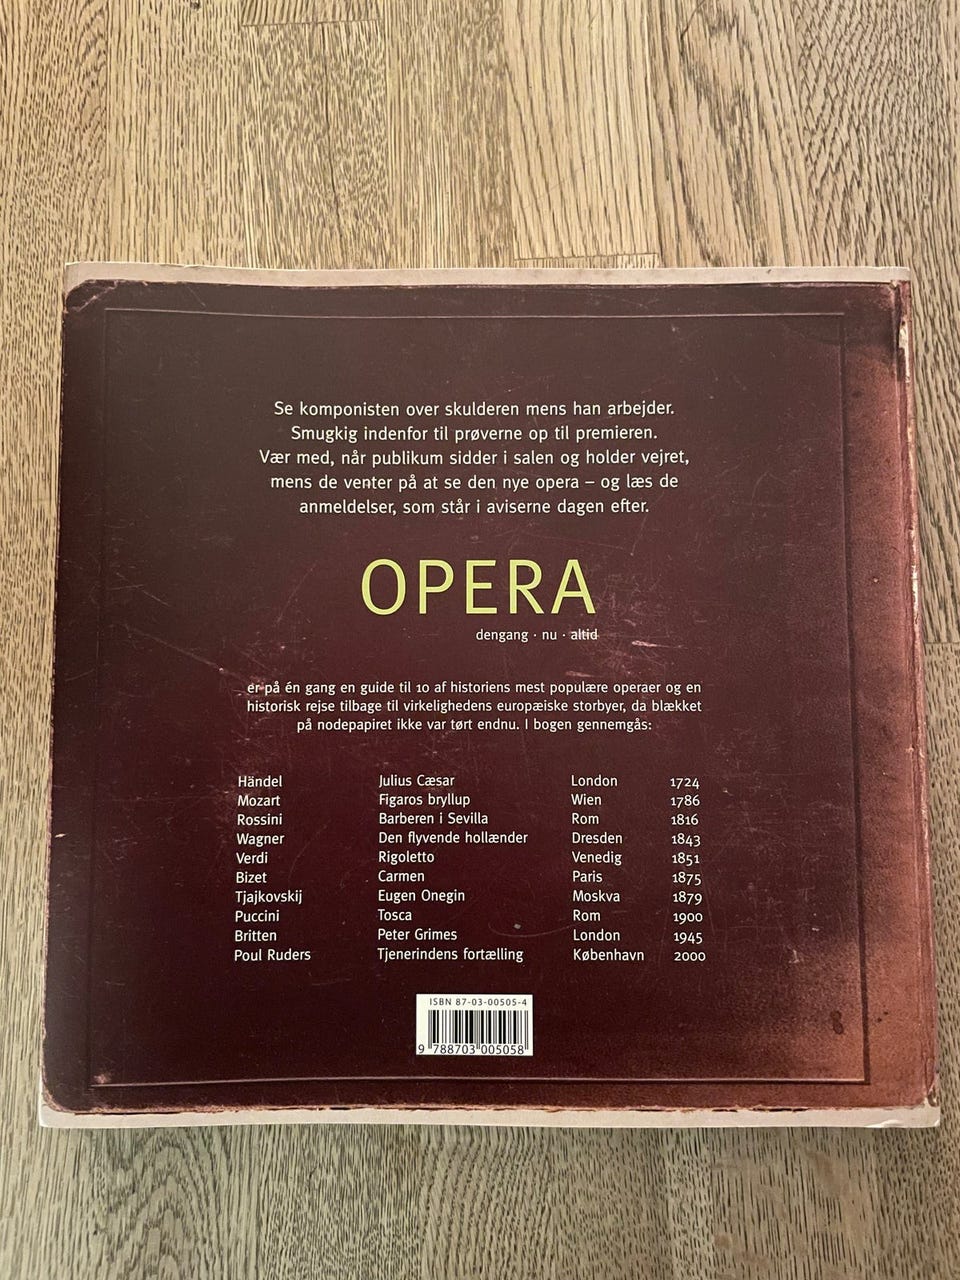 Se komponisten over skulderen mens han arbejder.
Smugkig indenfor til prøverne op til premieren.
Vær med, når publikum sidder i salen og holder vejret,
mens de venter på at se den nye opera – og læs de
anmeldelser, som står i aviserne dagen efter.
OPERA
dengang · nu · altid
er på én gang en guide til 10 af historiens mest populære operaer og en
historisk rejse tilbage til virkelighedens europæiske storbyer, da blækket
på nodepapiret ikke var tørt endnu. I bogen gennemgås:
Händel Julius Cæsar London 1724
Mozart Figaros bryllup Wien 1786
Rossini Barberen i Sevilla Rom 1816
Wagner Den flyvende hollænder Dresden 1843
Verdi Rigoletto Venedig 1851
Bizet Carmen Paris 1875
Tjajkovskij Eugen Onegin Moskva 1879
Puccini Tosca Rom 1900
Britten Peter Grimes London 1945
Poul Ruders Tjenerindens fortælling København 2000
ISBN 87-03-00505-4
9 788703 005058